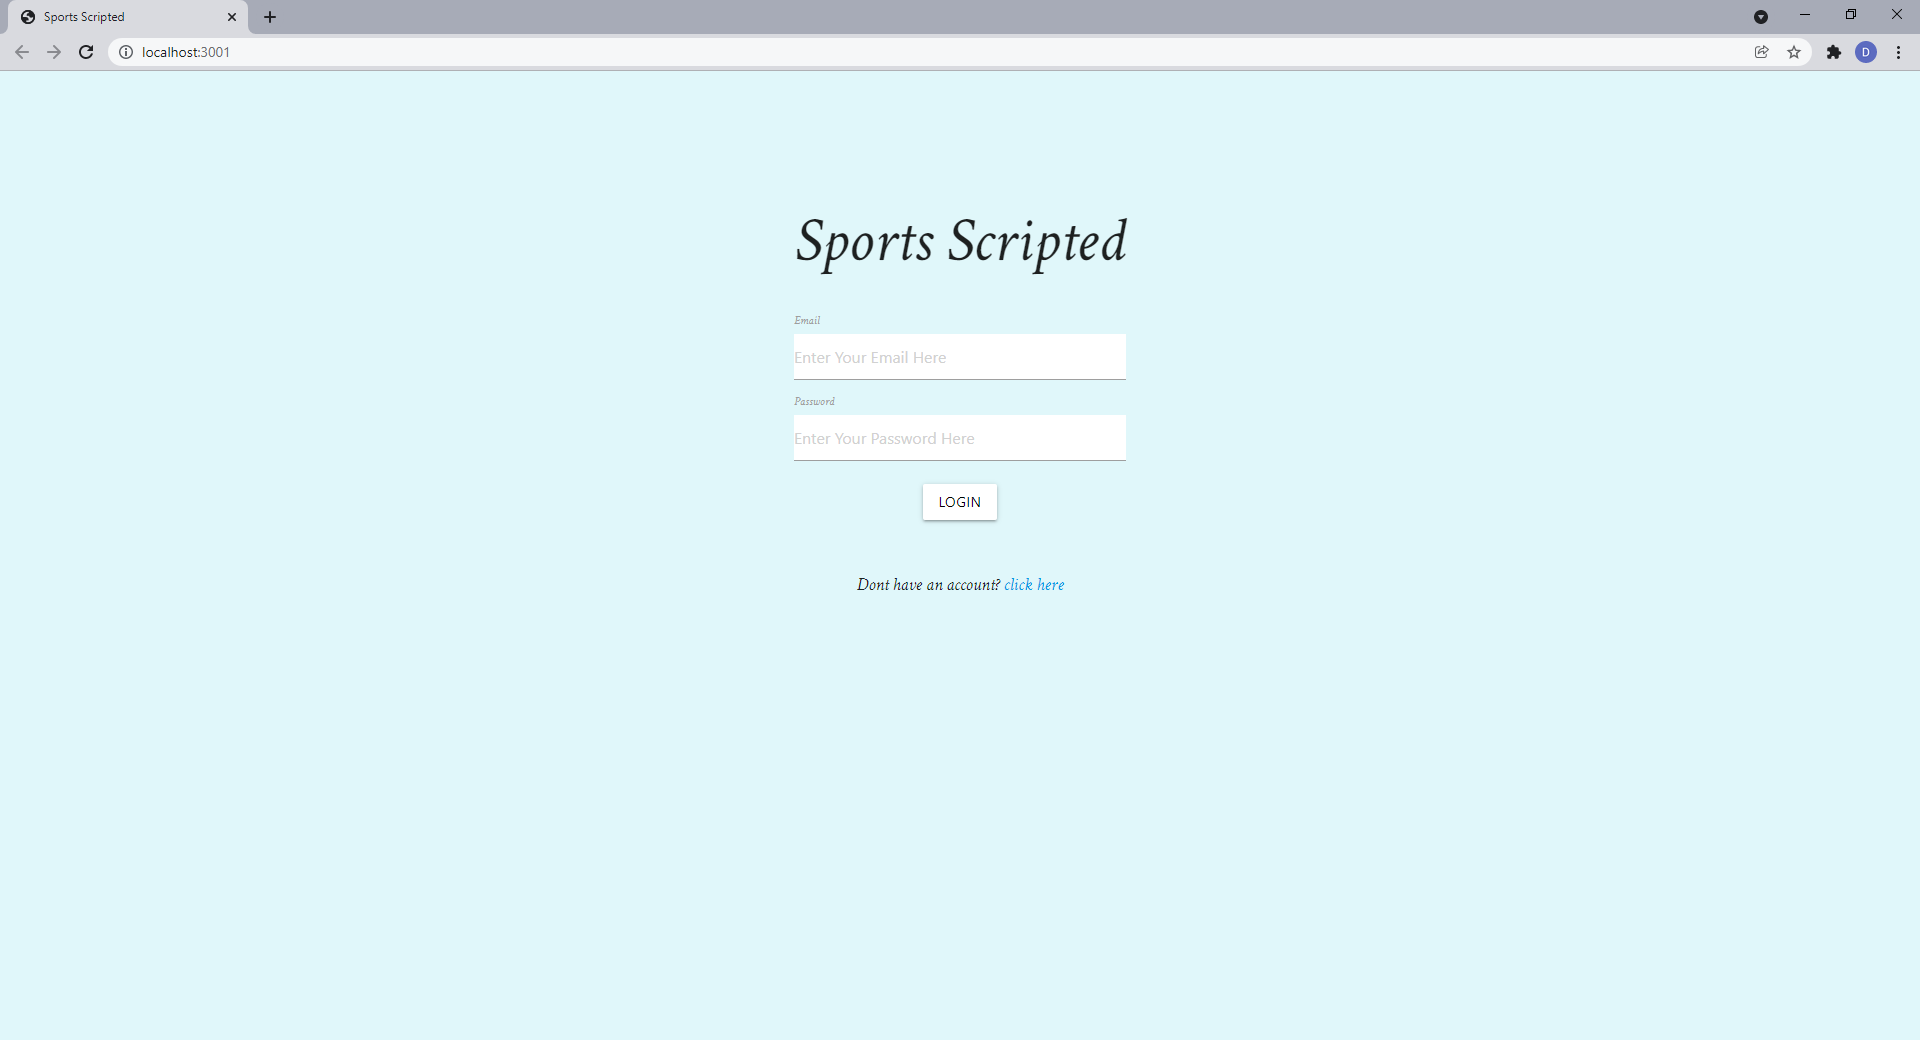 Sports Scripted
localhost:3001
D
Sports Scripted
Email
Enter Your Email Here
Password
Enter Your Password Here
LOGIN
Dont have an account? click here